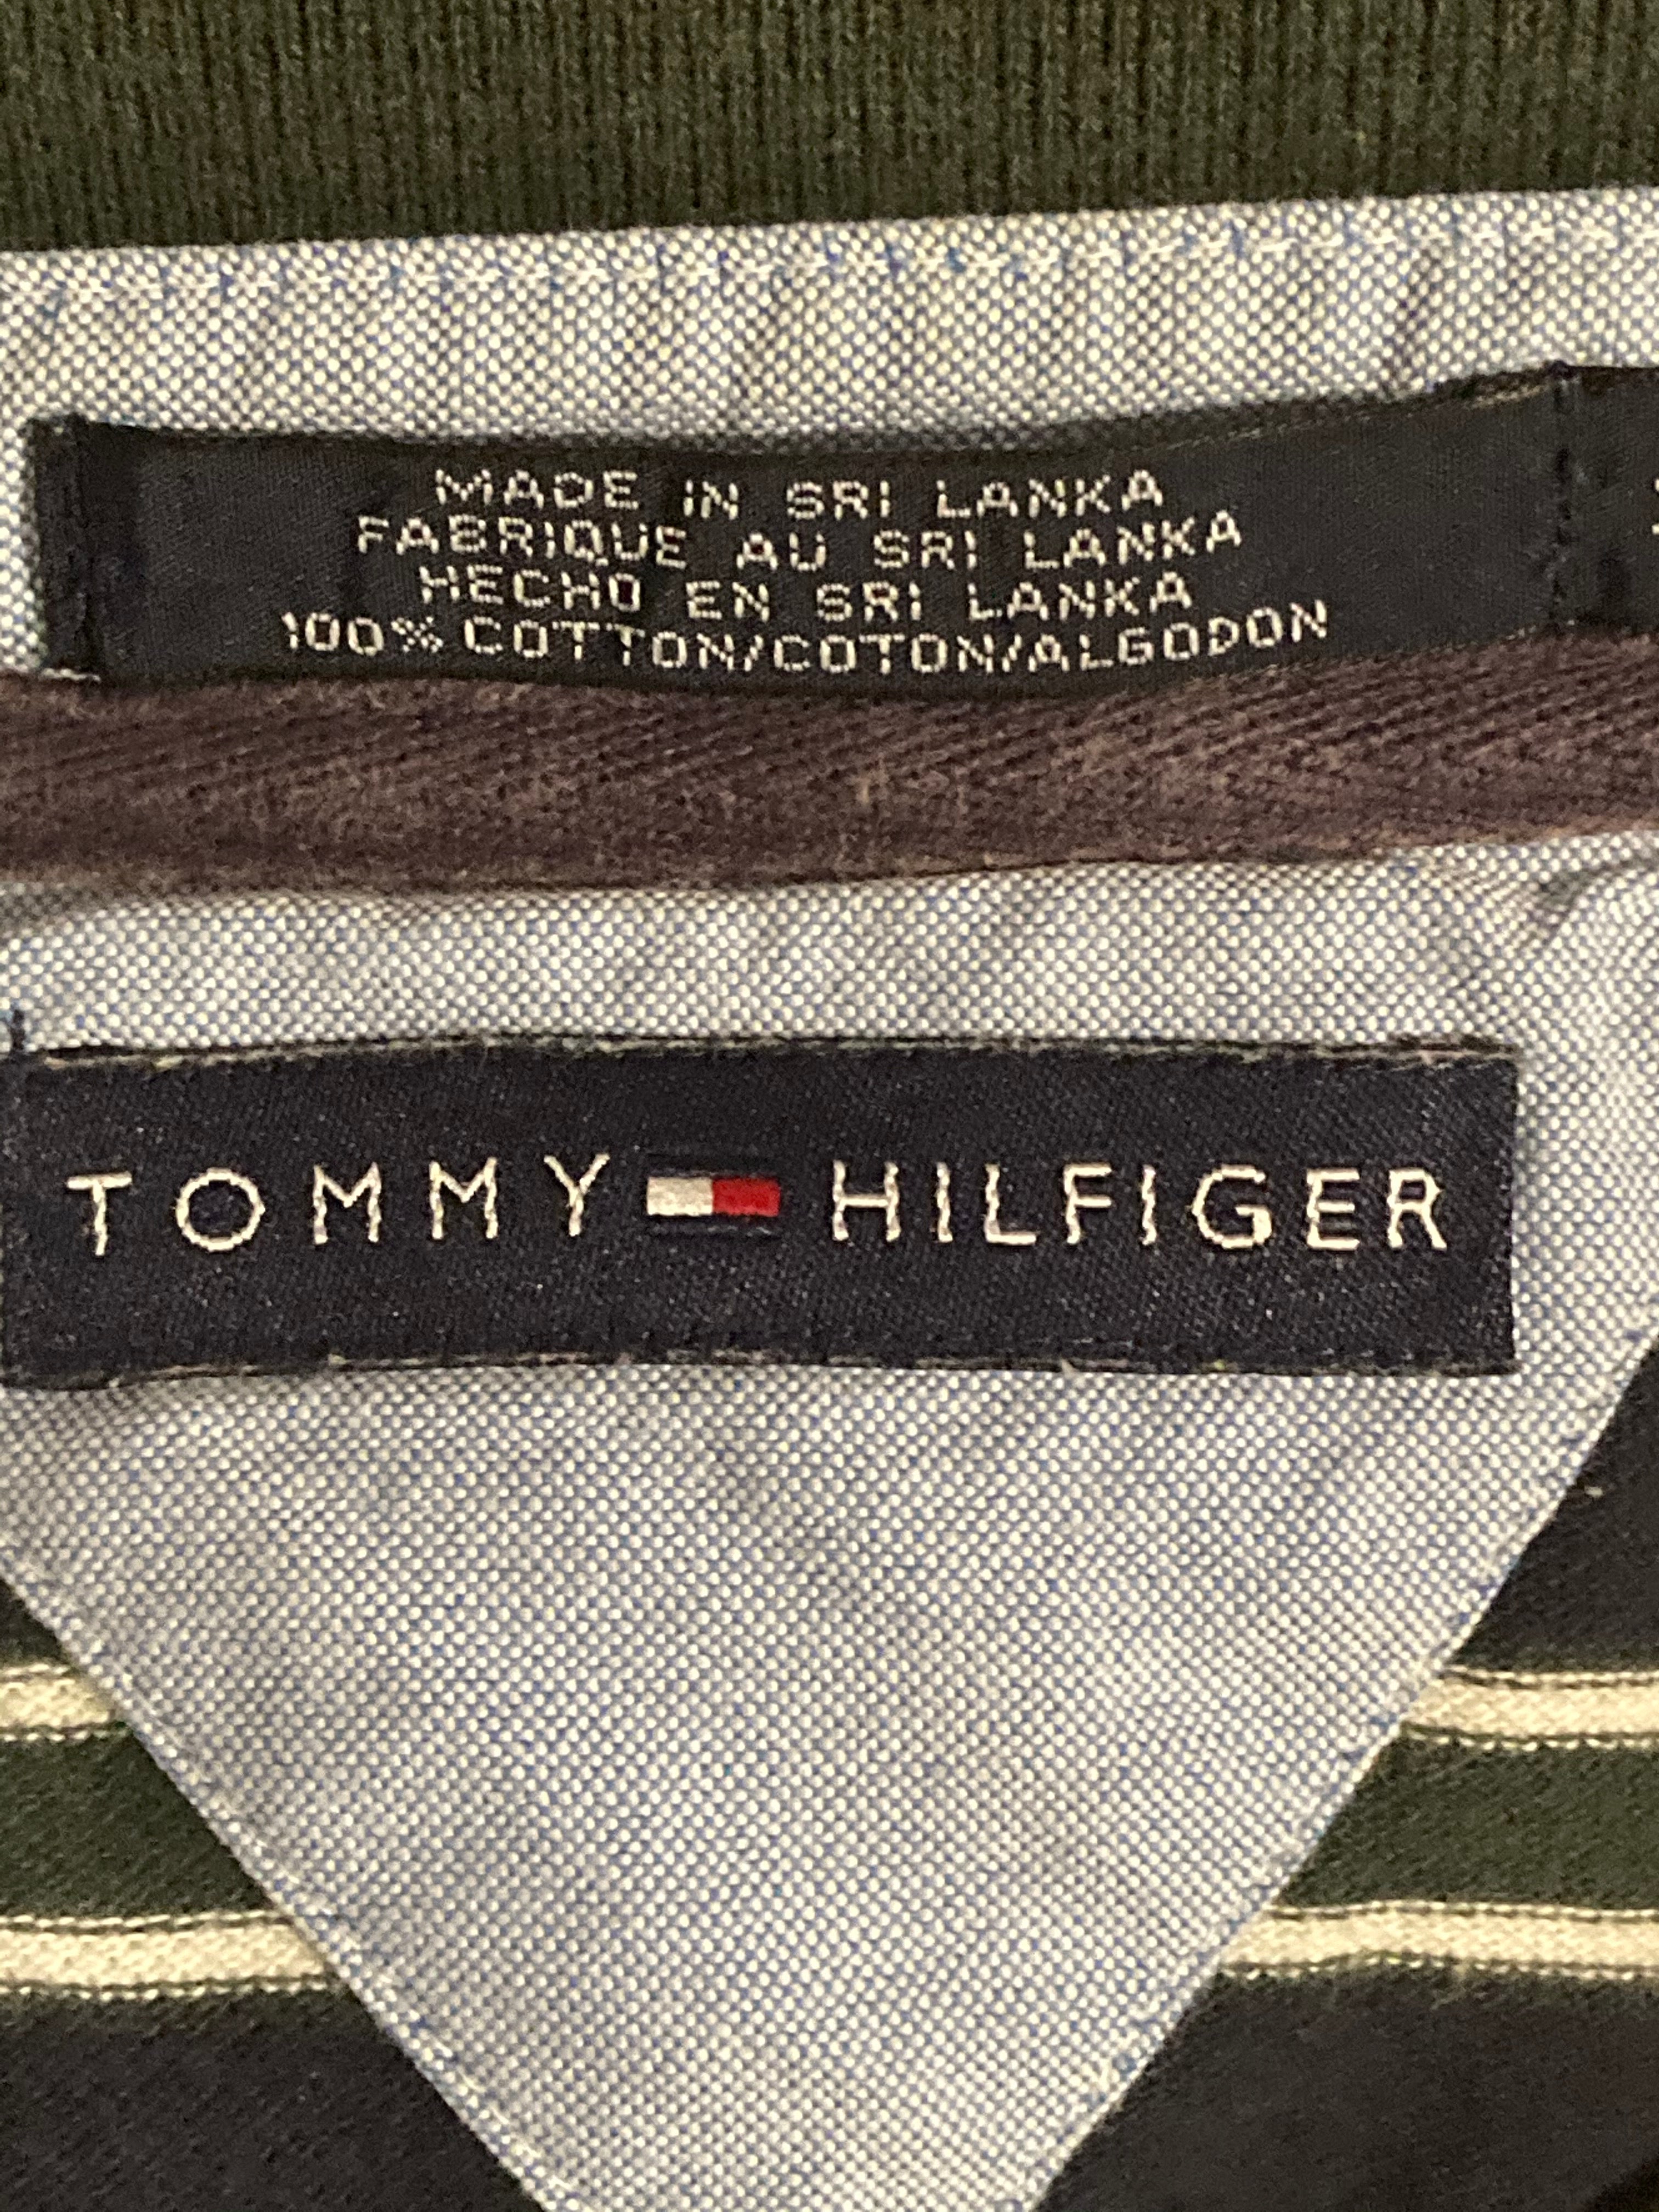 MADE IN SRI LANKA
FABRIQUE AU SRI LANKA
HECHO EN SRI LANKA
100% COTTON/COTON/ALGODON
TOMMY HILFIGER